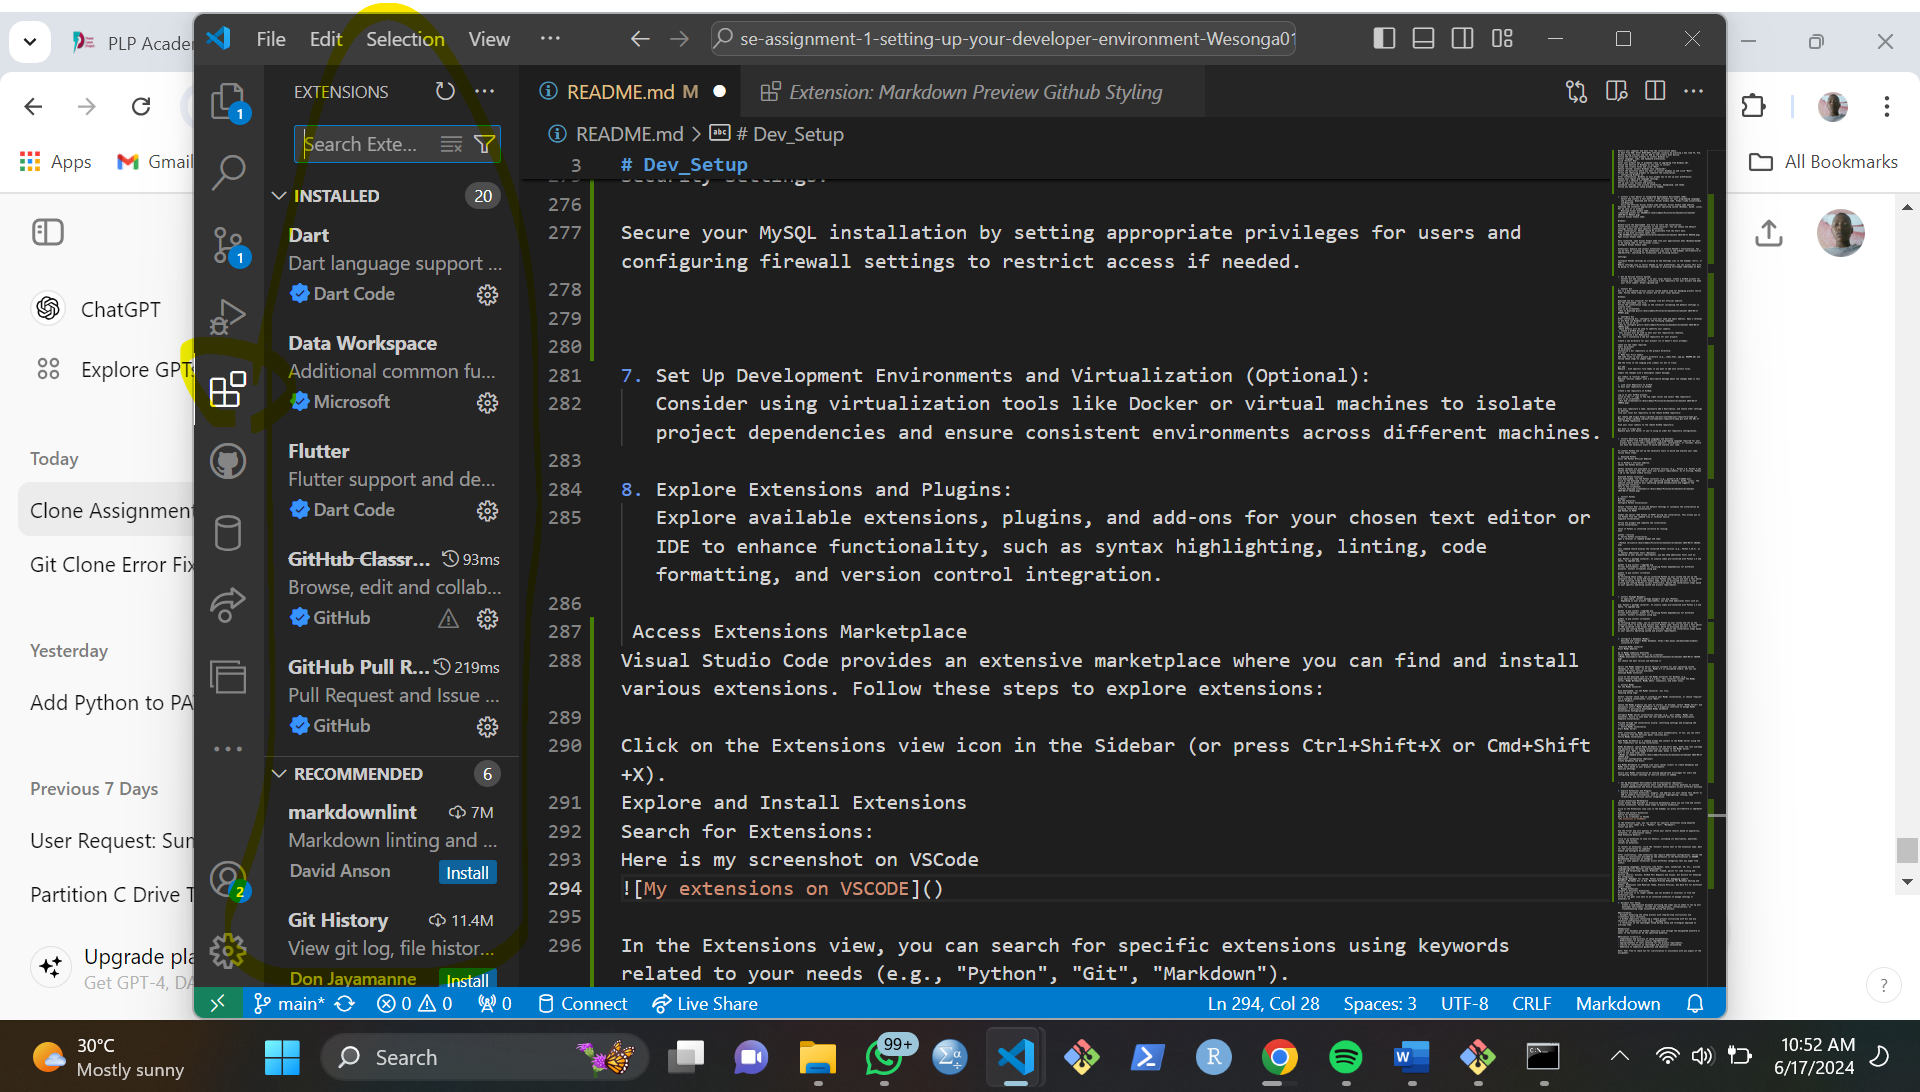 PLP Acade
Apps
Gmail
All Bookmarks
ChatGPT
Explore GPTs
Today
Clone Assignment
Git Clone Error Fix
Yesterday
Add Python to PA
Previous 7 Days
User Request: Sum
Partition C Drive T
Upgrade pla
Get GPT-4, DA
File Edit Selection View ···
se-assignment-1-setting-up-your-developer-environment-Wesonga01
EXTENSIONS
Search Exte...
INSTALLED 20
Dart
Dart language support ...
Dart Code
Data Workspace
Additional common fu...
Microsoft
Flutter
Flutter support and de...
Dart Code
GitHub Classr... 93ms
Browse, edit and collab...
GitHub
GitHub Pull R... 219ms
Pull Request and Issue ...
GitHub
RECOMMENDED 6
markdownlint 7M
Markdown linting and ...
David Anson Install
Git History 11.4M
View git log, file histor...
Don Jayamanne Install
1
1
2
README.md M
Extension: Markdown Preview Github Styling
README.md > # Dev_Setup
3 # Dev_Setup
276
277 Secure your MySQL installation by setting appropriate privileges for users and
configuring firewall settings to restrict access if needed.
278
279
280
281 7. Set Up Development Environments and Virtualization (Optional):
282 Consider using virtualization tools like Docker or virtual machines to isolate
project dependencies and ensure consistent environments across different machines.
283
284 8. Explore Extensions and Plugins:
285 Explore available extensions, plugins, and add-ons for your chosen text editor or
IDE to enhance functionality, such as syntax highlighting, linting, code
formatting, and version control integration.
286
287 Access Extensions Marketplace
288 Visual Studio Code provides an extensive marketplace where you can find and install
various extensions. Follow these steps to explore extensions:
289
290 Click on the Extensions view icon in the Sidebar (or press Ctrl+Shift+X or Cmd+Shift
+X).
291 Explore and Install Extensions
292 Search for Extensions:
293 Here is my screenshot on VSCode
294 ![My extensions on VSCODE]()
295
296 In the Extensions view, you can search for specific extensions using keywords
related to your needs (e.g., "Python", "Git", "Markdown").
main* 0 0 0 Connect Live Share Ln 294, Col 28 Spaces: 3 UTF-8 CRLF Markdown
?
30°C
Mostly sunny
Search
99+
10:52 AM
6/17/2024